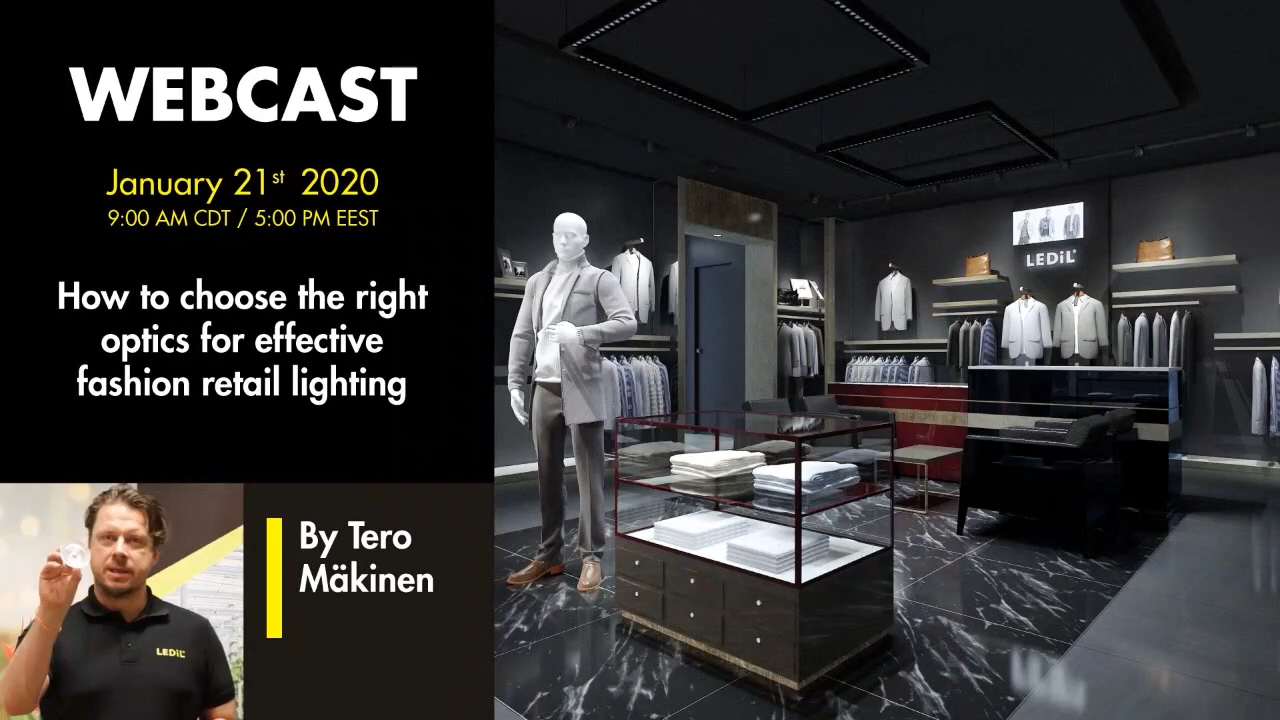 WEBCAST
January 21st 2020
9:00 AM CDT / 5:00 PM EEST
How to choose the right
optics for effective
fashion retail lighting
By Tero
Mäkinen
LEDiL
LEDiL